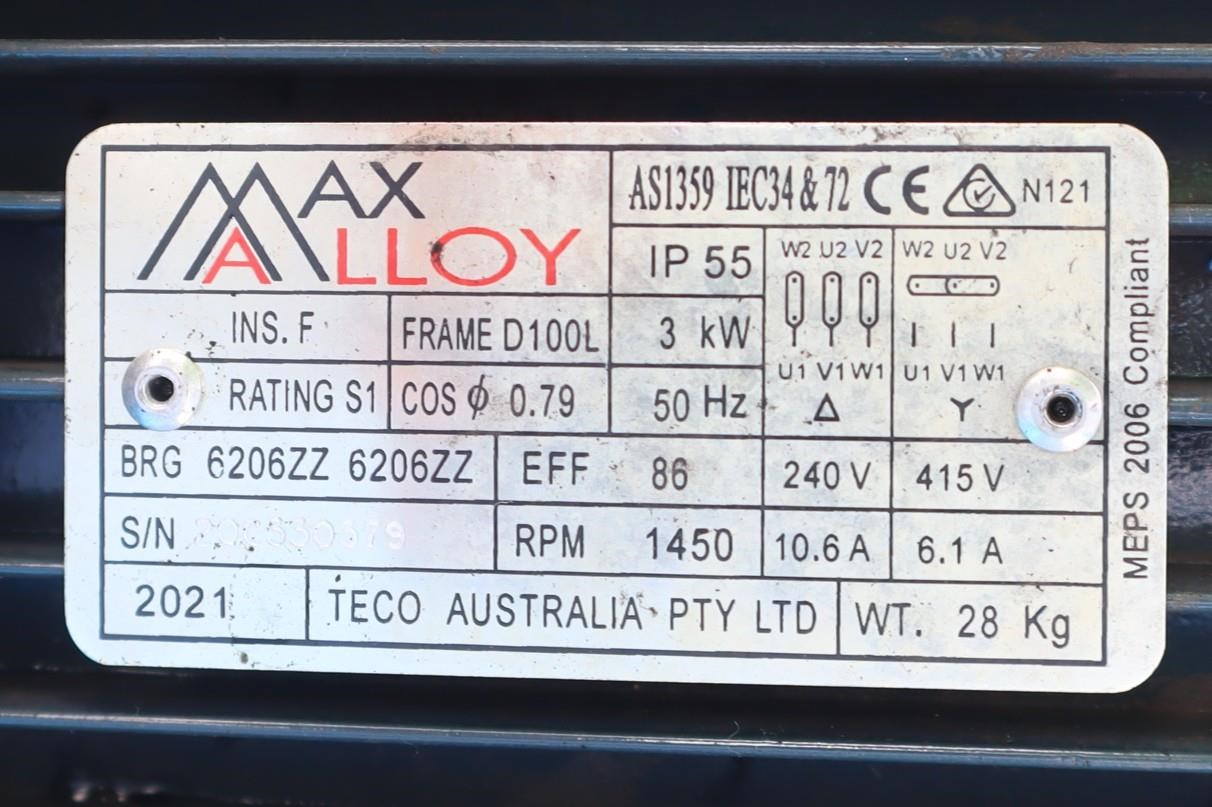 MAX ALLOY
AS1359 IEC34 & 72 CE N121
IP 55
W2 U2 V2
W2 U2 V2
INS. F
FRAME D100L
3 kW
U1 V1 W1
U1 V1 W1
RATING S1
COS ϕ 0.79
50 Hz
Δ
Y
BRG 6206ZZ 6206ZZ
EFF 86
240 V
415 V
S/N
RPM 1450
10.6 A
6.1 A
2021
TECO AUSTRALIA PTY LTD
WT. 28 Kg
MEPS 2006 Compliant